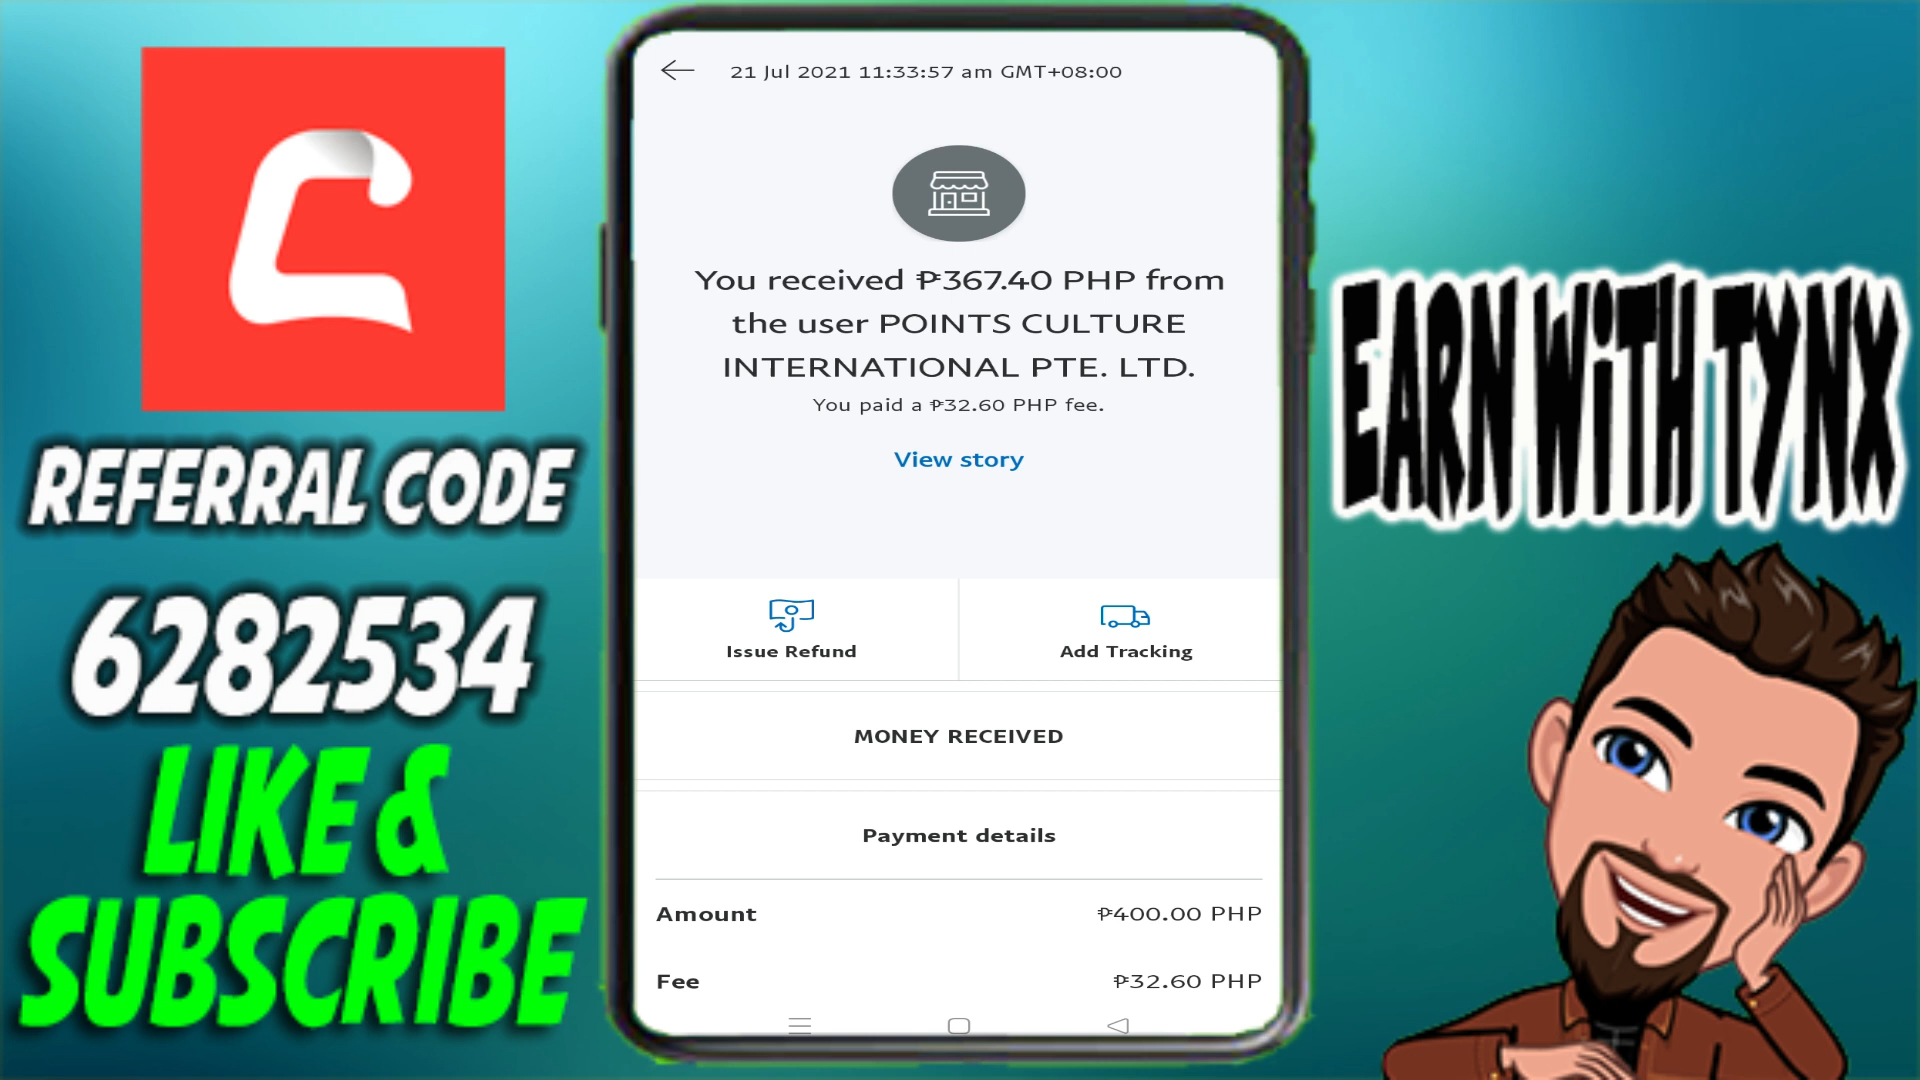 REFERRAL CODE
6282534
LIKE &
SUBSCRIBE
21 Jul 2021 11:33:57 am GMT+08:00
You received ₱367.40 PHP from
the user POINTS CULTURE
INTERNATIONAL PTE. LTD.
You paid a ₱32.60 PHP fee.
View story
Issue Refund
Add Tracking
MONEY RECEIVED
Payment details
Amount ₱400.00 PHP
Fee ₱32.60 PHP
EARN WiTH TYNX